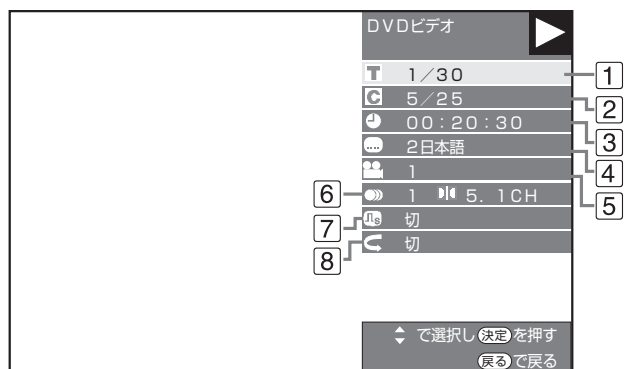 DVDビデオ
T 1／30 1
C 5／25 2
00：20：30 3
2日本語 4
1 5
6 1 5．1CH
7 切
8 切
で選択し 決定 を押す
戻る で戻る